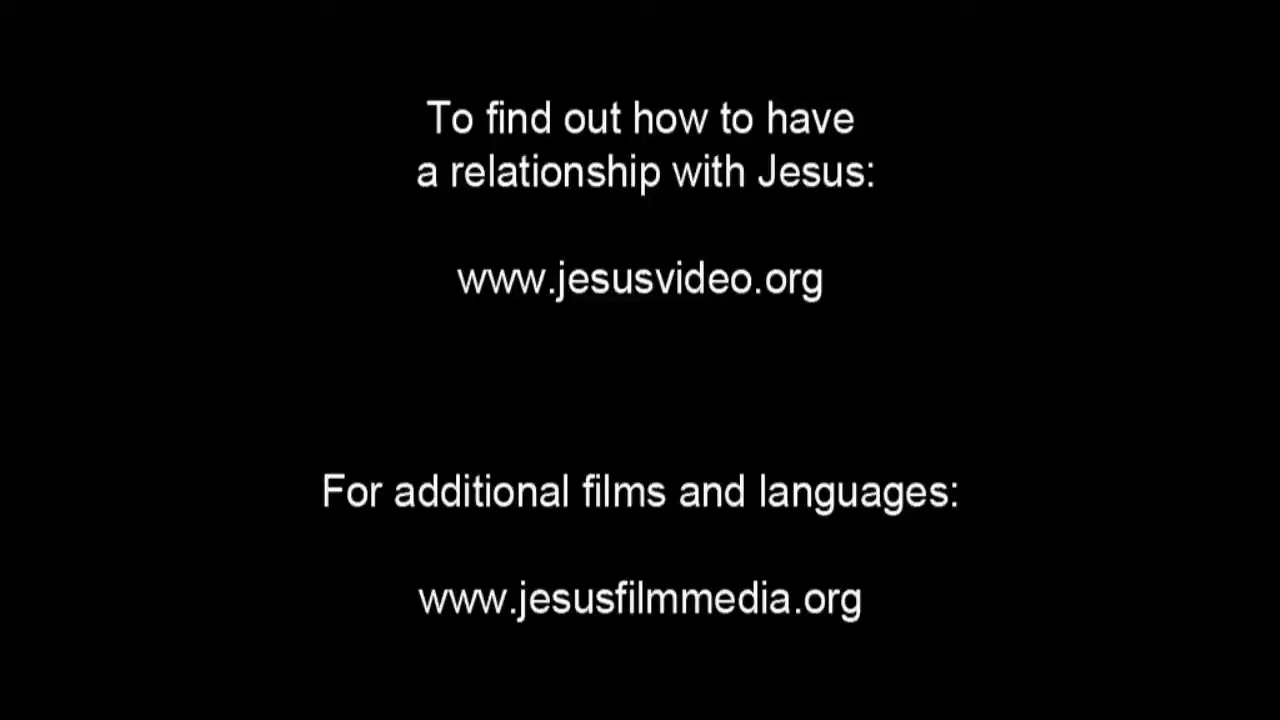 To find out how to have
a relationship with Jesus:
www.jesusvideo.org
For additional films and languages:
www.jesusfilmmedia.org